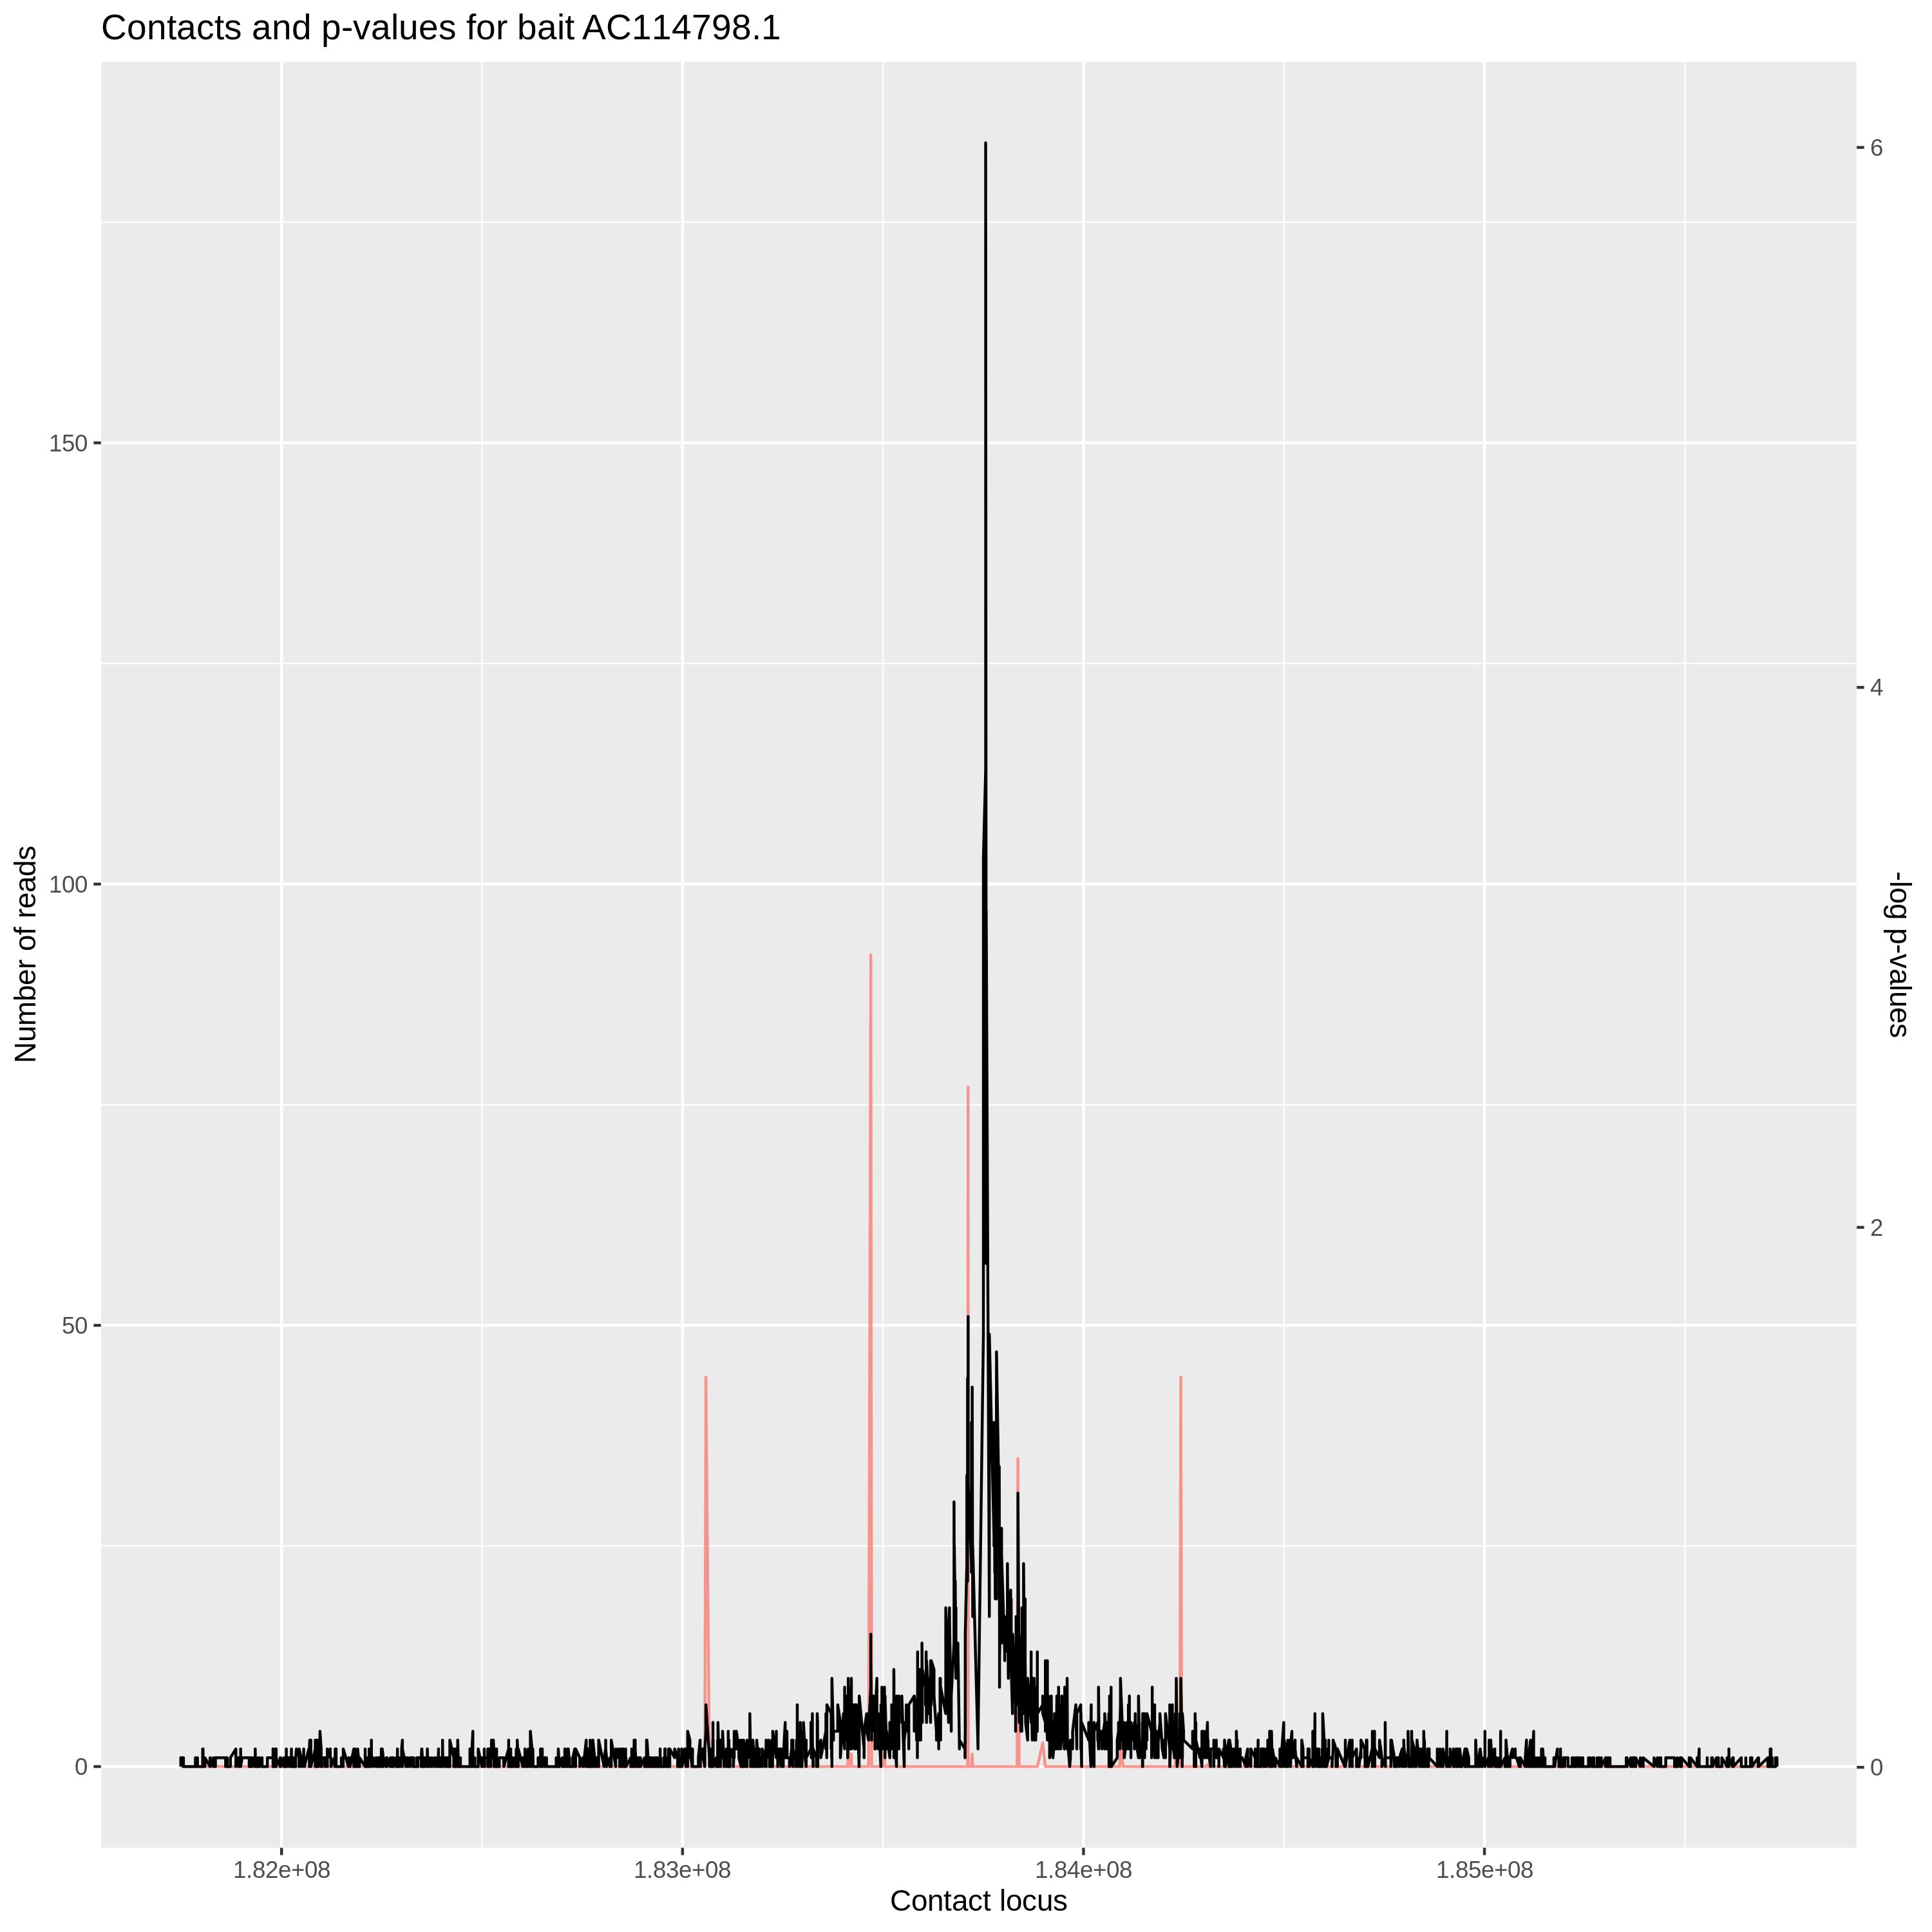 Contacts and p-values for bait AC114798.1
6
150
4
100
Number of reads
-log p-values
2
50
0
0
1.82e+08
1.83e+08
1.84e+08
1.85e+08
Contact locus